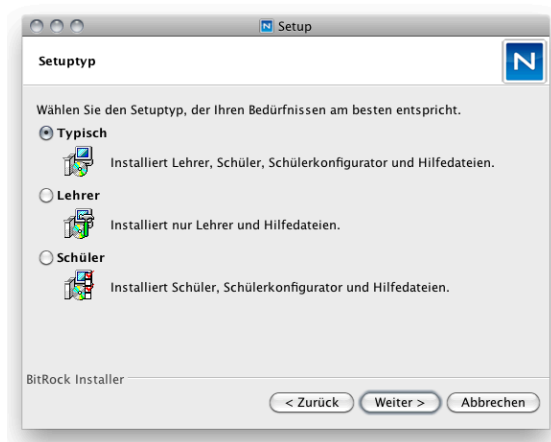 Setup
Setuptyp
Wählen Sie den Setuptyp, der Ihren Bedürfnissen am besten entspricht.
Typisch
Installiert Lehrer, Schüler, Schülerkonfigurator und Hilfedateien.
Lehrer
Installiert nur Lehrer und Hilfedateien.
Schüler
Installiert Schüler, Schülerkonfigurator und Hilfedateien.
BitRock Installer
< Zurück Weiter > Abbrechen